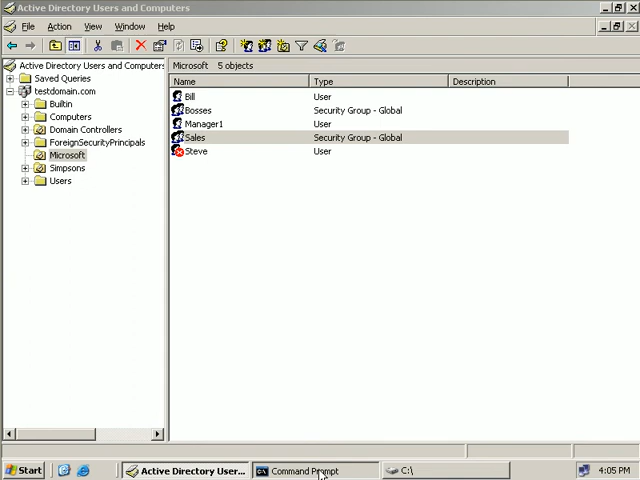 Active Directory Users and Computers
File Action View Window Help
Active Directory Users and Computers
Saved Queries
testdomain.com
Builtin
Computers
Domain Controllers
ForeignSecurityPrincipals
Microsoft
Simpsons
Users
Microsoft 5 objects
Name Type Description
Bill User
Bosses Security Group - Global
Manager1 User
Sales Security Group - Global
Steve User
Start Active Directory User... Command Prompt C:\ 4:05 PM